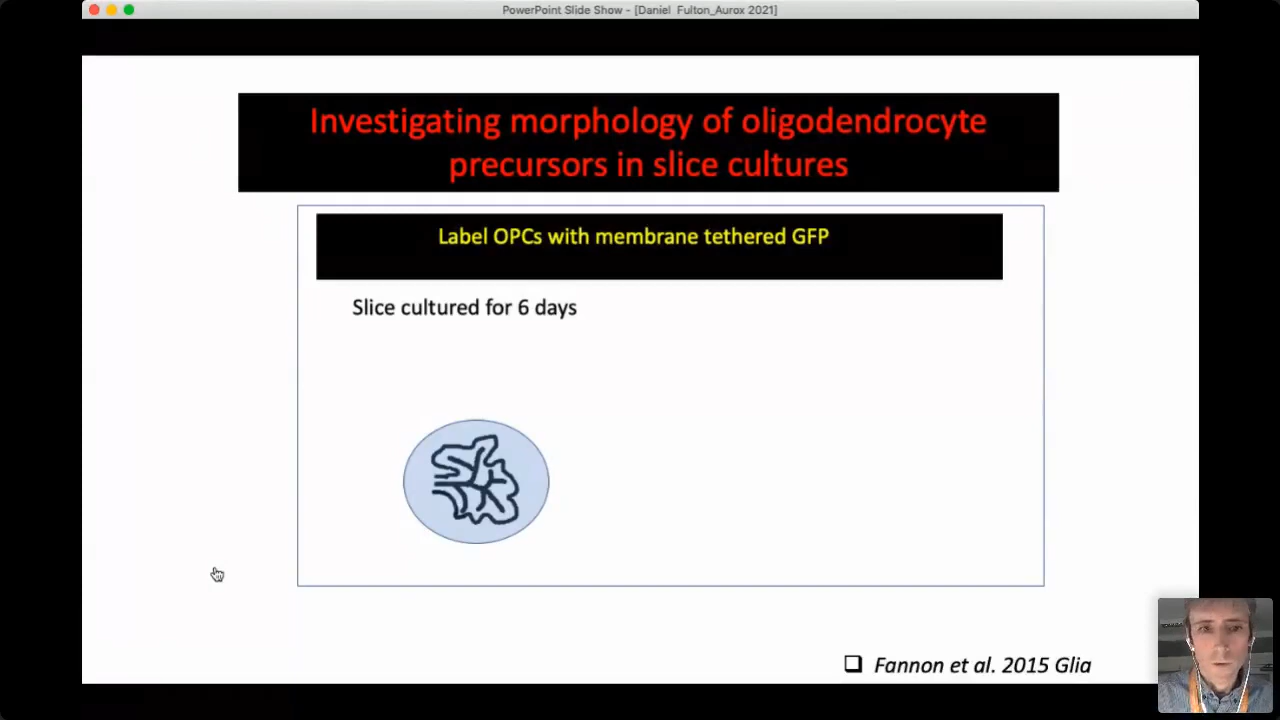 PowerPoint Slide Show - [Daniel  Fulton_Aurox 2021]
Investigating morphology of oligodendrocyte
precursors in slice cultures
Label OPCs with membrane tethered GFP
Slice cultured for 6 days
Fannon et al. 2015 Glia